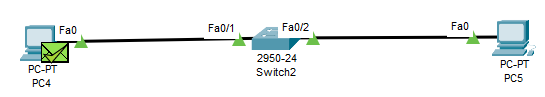 Fa0 Fa0/1 Fa0/2 Fa0
PC-PT 2950-24 PC-PT
PC4 Switch2 PC5